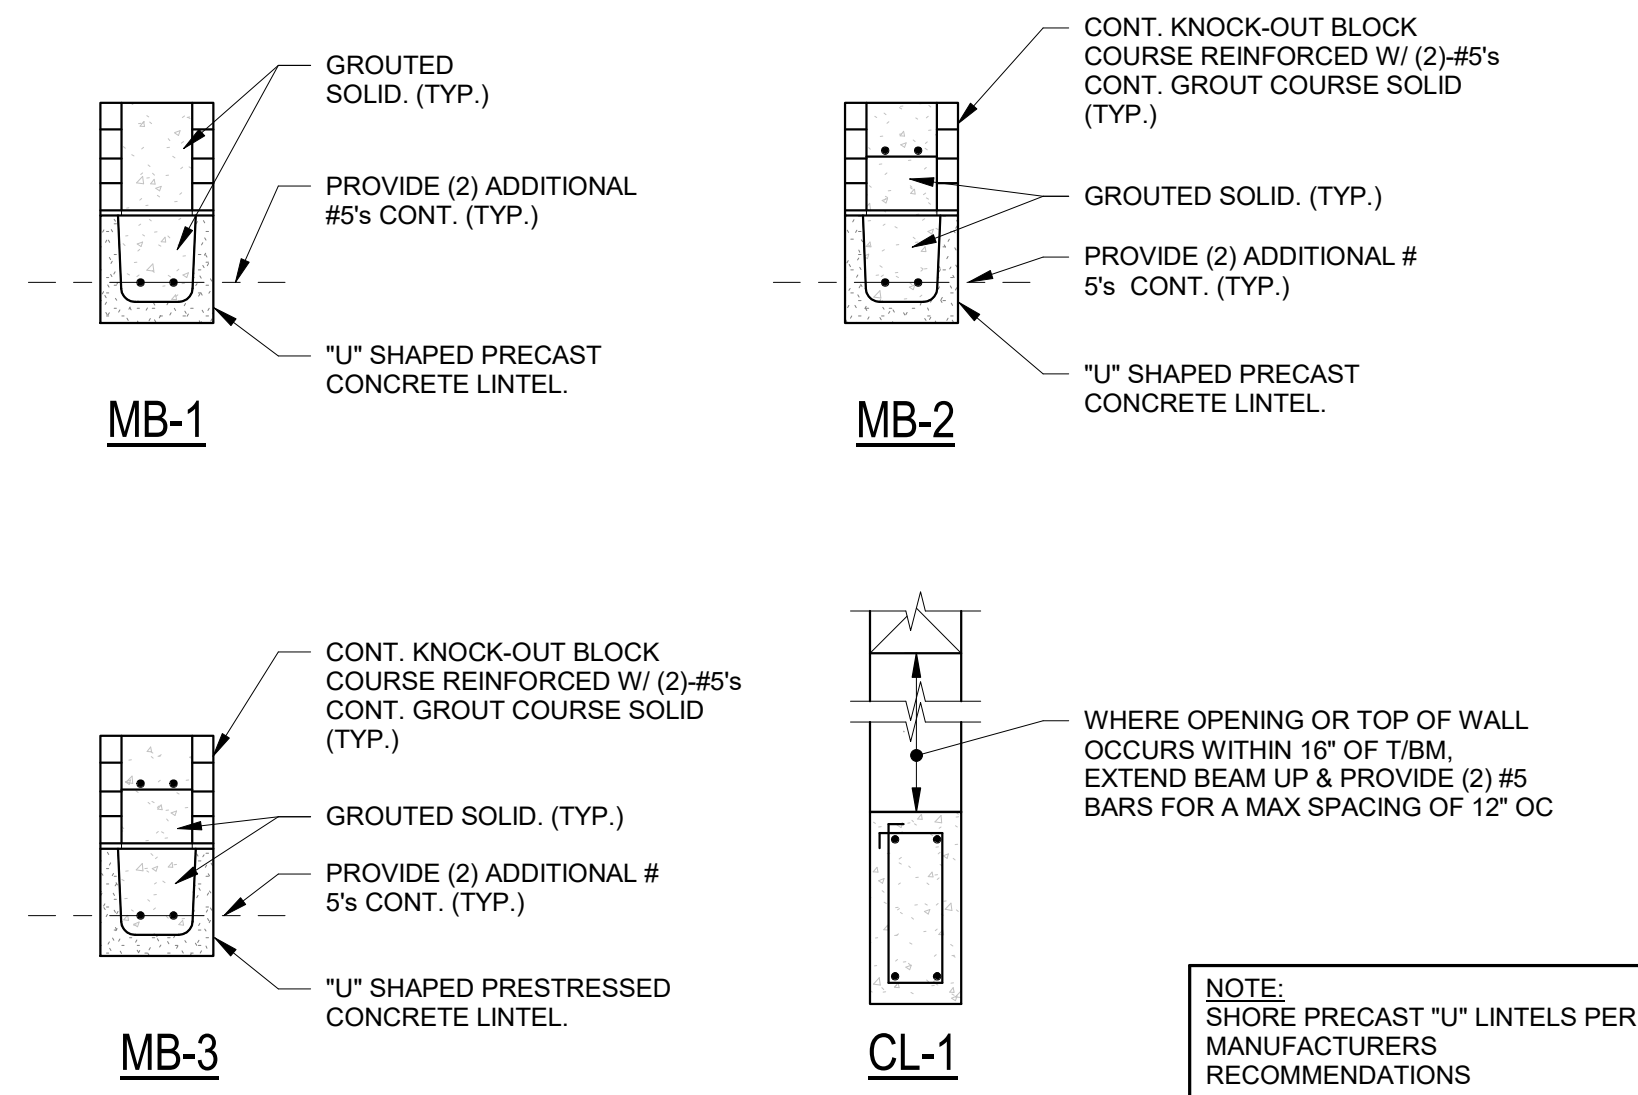 GROUTED
SOLID. (TYP.)
PROVIDE (2) ADDITIONAL
#5's CONT. (TYP.)
"U" SHAPED PRECAST
CONCRETE LINTEL.
MB-1
CONT. KNOCK-OUT BLOCK
COURSE REINFORCED W/ (2)-#5's
CONT. GROUT COURSE SOLID
(TYP.)
GROUTED SOLID. (TYP.)
PROVIDE (2) ADDITIONAL #
5's CONT. (TYP.)
"U" SHAPED PRECAST
CONCRETE LINTEL.
MB-2
CONT. KNOCK-OUT BLOCK
COURSE REINFORCED W/ (2)-#5's
CONT. GROUT COURSE SOLID
(TYP.)
GROUTED SOLID. (TYP.)
PROVIDE (2) ADDITIONAL #
5's CONT. (TYP.)
"U" SHAPED PRESTRESSED
CONCRETE LINTEL.
MB-3
WHERE OPENING OR TOP OF WALL
OCCURS WITHIN 16" OF T/BM,
EXTEND BEAM UP & PROVIDE (2) #5
BARS FOR A MAX SPACING OF 12" OC
CL-1
NOTE:
SHORE PRECAST "U" LINTELS PER
MANUFACTURERS
RECOMMENDATIONS